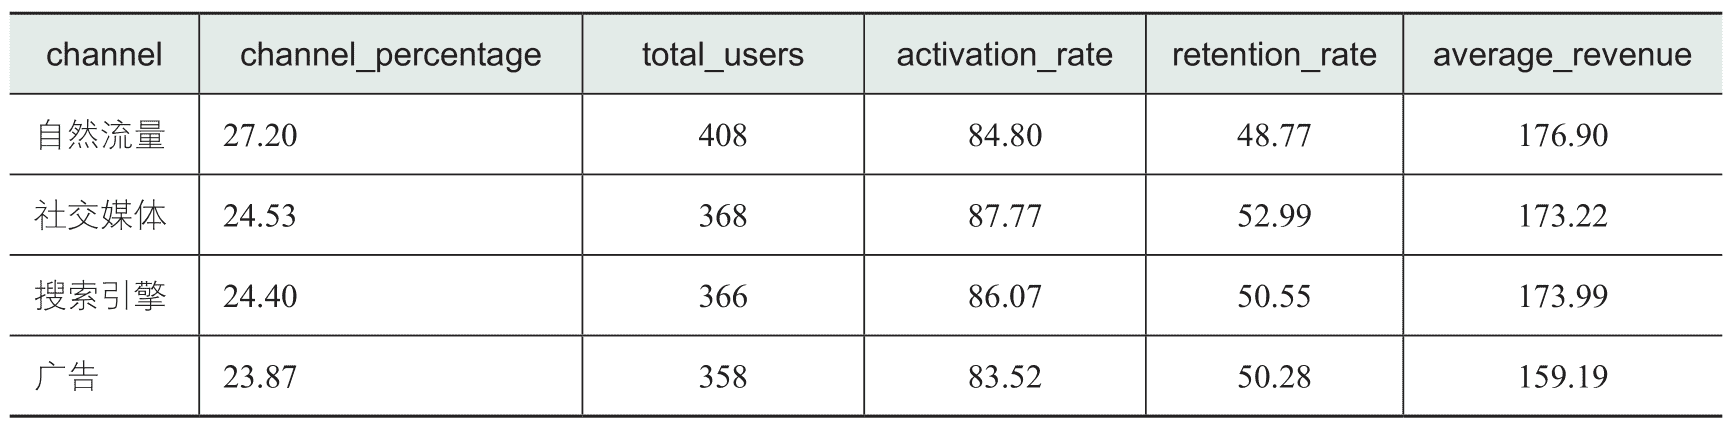 channel channel_percentage total_users activation_rate retention_rate average_revenue
自然流量 27.20 408 84.80 48.77 176.90
社交媒体 24.53 368 87.77 52.99 173.22
搜索引擎 24.40 366 86.07 50.55 173.99
广告 23.87 358 83.52 50.28 159.19